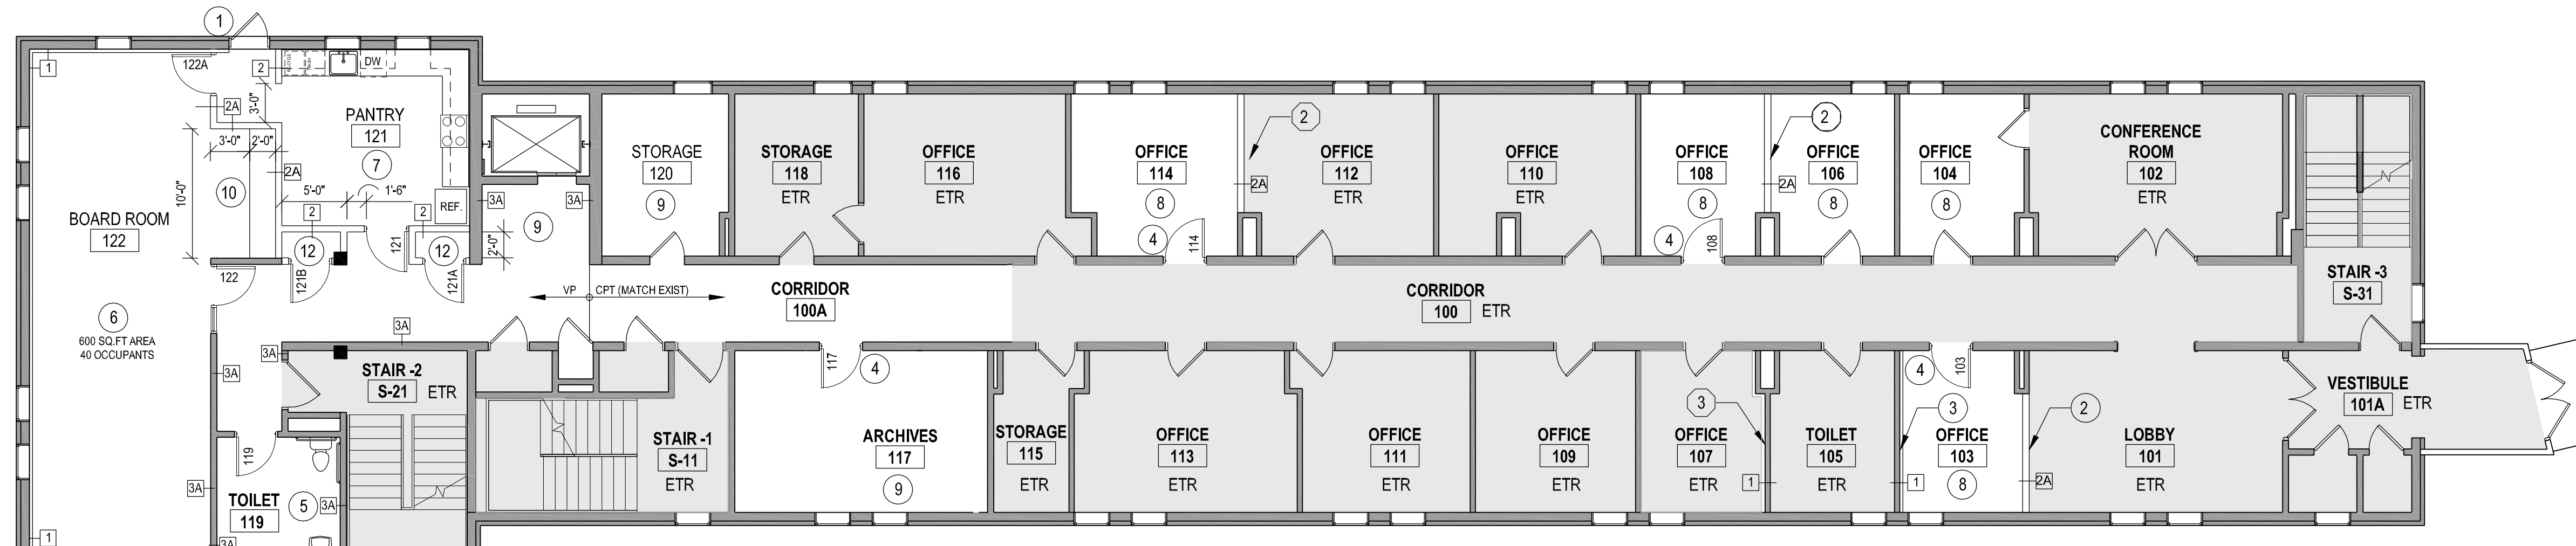 1
1
122A
2
DW
2A
3'-0"
PANTRY
121
7
3'-0"
2'-0"
2A
10
10'-0"
5'-0"
1'-6"
REF.
2
2
BOARD ROOM
122
12
12
121
121B
121A
2'-0"
122
3A
3A
9
6
600 SQ.FT AREA
40 OCCUPANTS
3A
3A
3A
STAIR -2
S-21
ETR
119
3A
TOILET
119
5
3A
3A
1
STORAGE
120
9
STORAGE
118
ETR
OFFICE
116
ETR
OFFICE
114
8
4
114
2A
2
OFFICE
112
ETR
OFFICE
110
ETR
OFFICE
108
8
4
108
2A
2
OFFICE
106
8
OFFICE
104
8
CONFERENCE
ROOM
102
ETR
N
STAIR -3
S-31
VP
CPT (MATCH EXIST)
CORRIDOR
100A
CORRIDOR
100
ETR
N
N
STAIR -1
S-11
ETR
117
4
ARCHIVES
117
9
STORAGE
115
ETR
OFFICE
113
ETR
OFFICE
111
ETR
OFFICE
109
ETR
OFFICE
107
ETR
3
1
TOILET
105
ETR
1
4
103
3
OFFICE
103
8
2A
2
LOBBY
101
ETR
VESTIBULE
101A
ETR